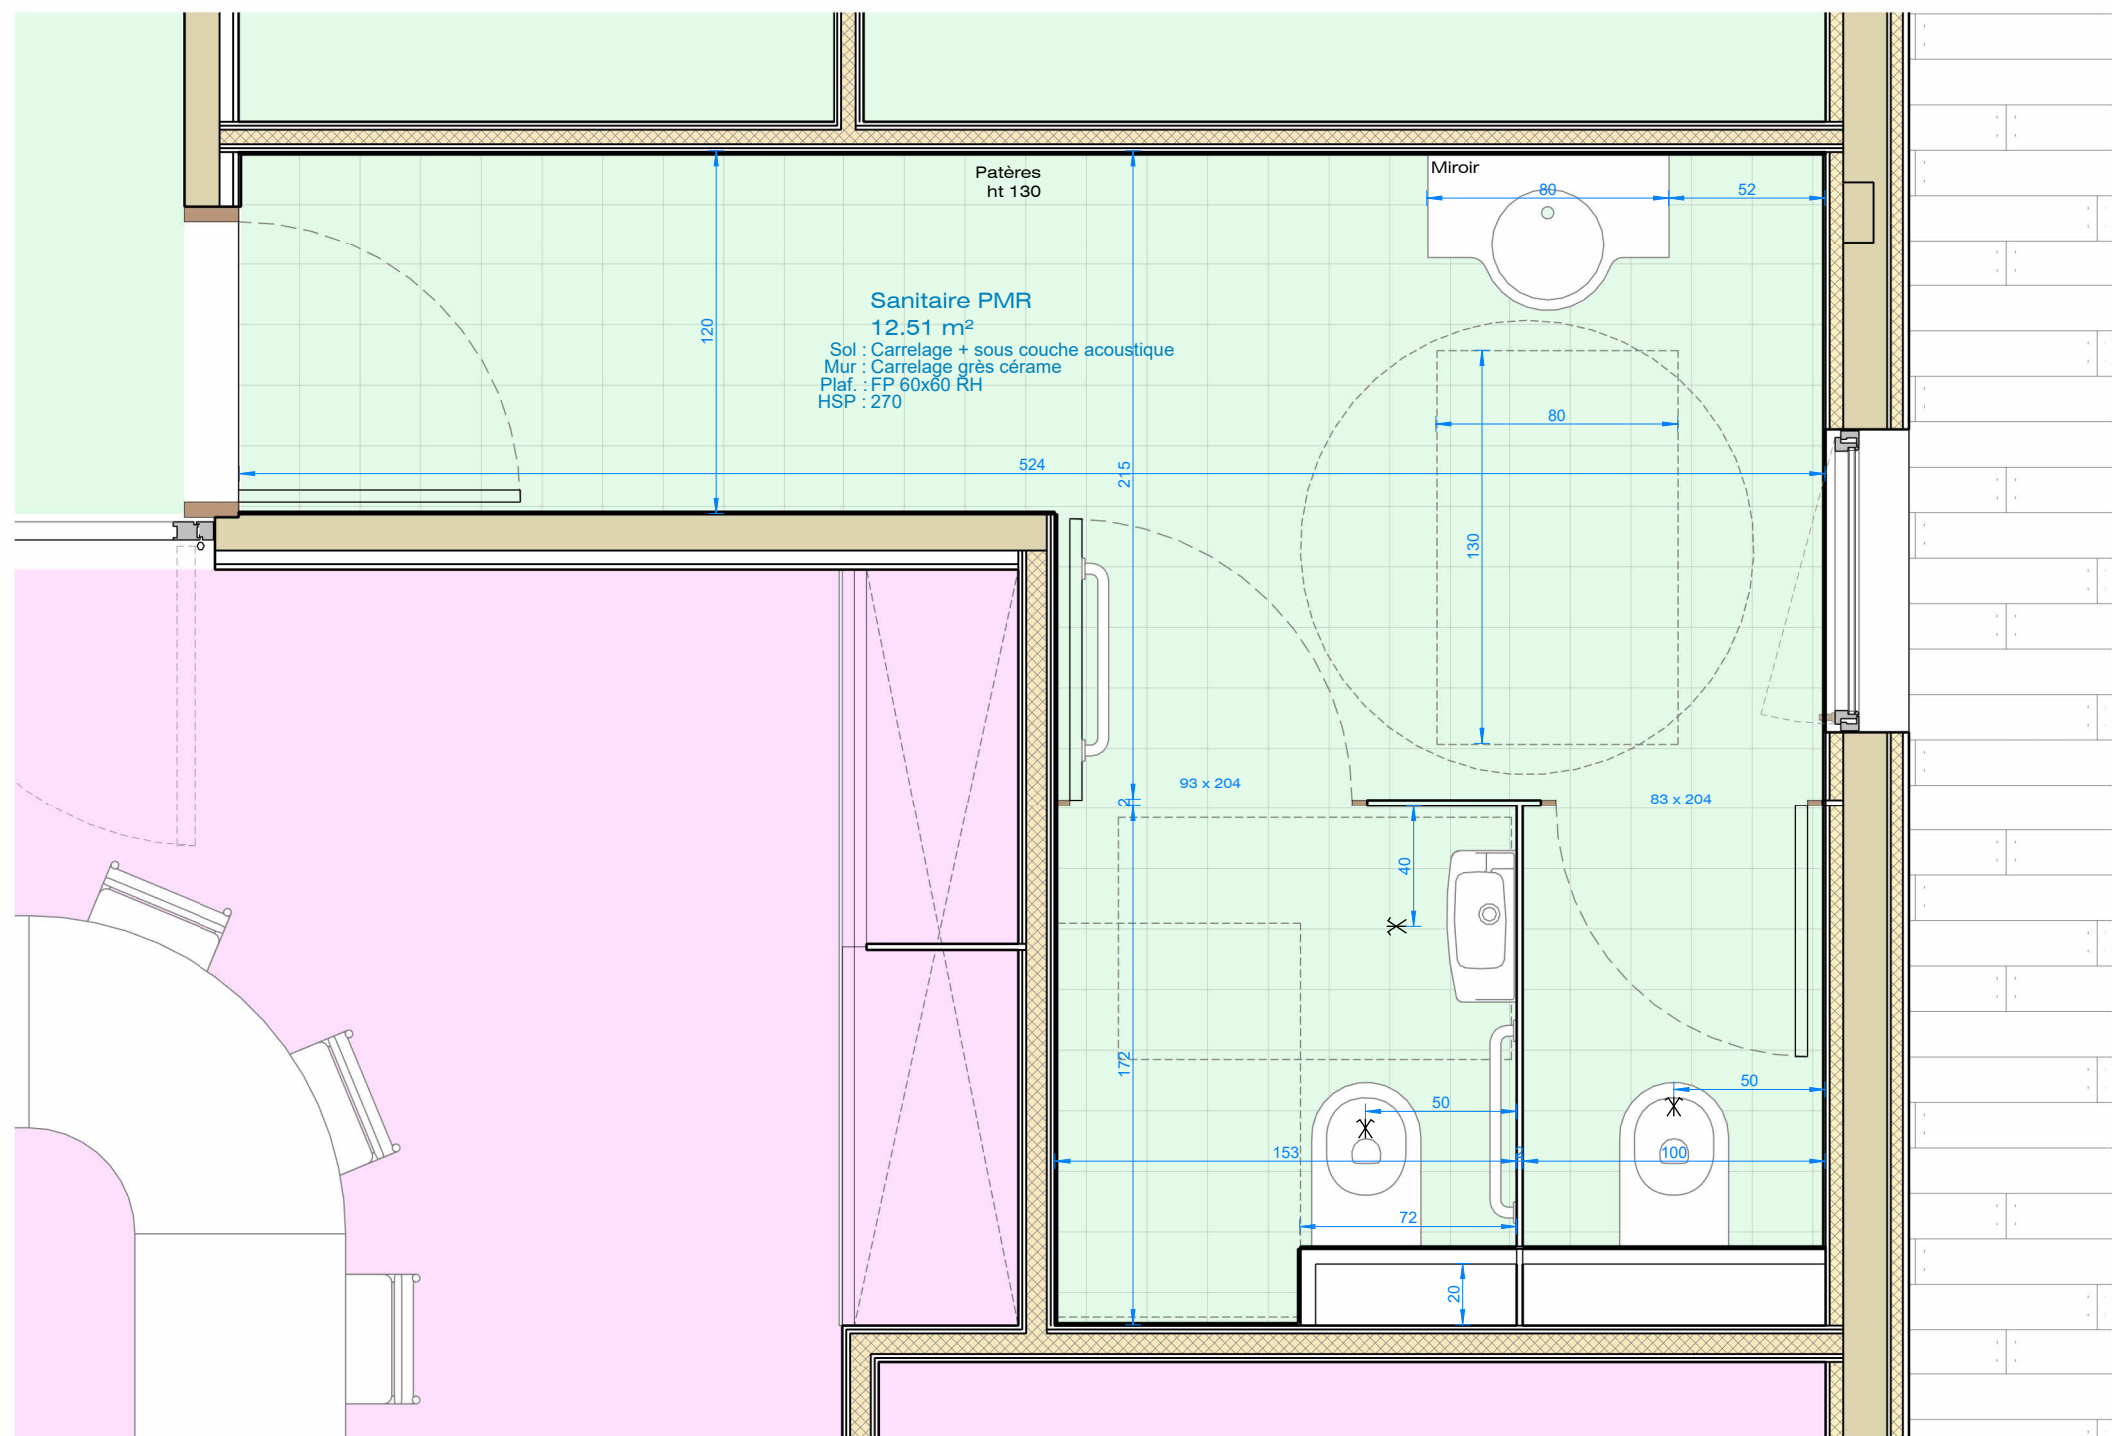 Patères
ht 130
Miroir
80
52
Sanitaire PMR
12.51 m²
Sol : Carrelage + sous couche acoustique
Mur : Carrelage grès cérame
Plaf. : FP 60x60 RH
HSP : 270
120
80
524
215
130
93 x 204
83 x 204
2
40
172
50
50
153
2
100
72
20